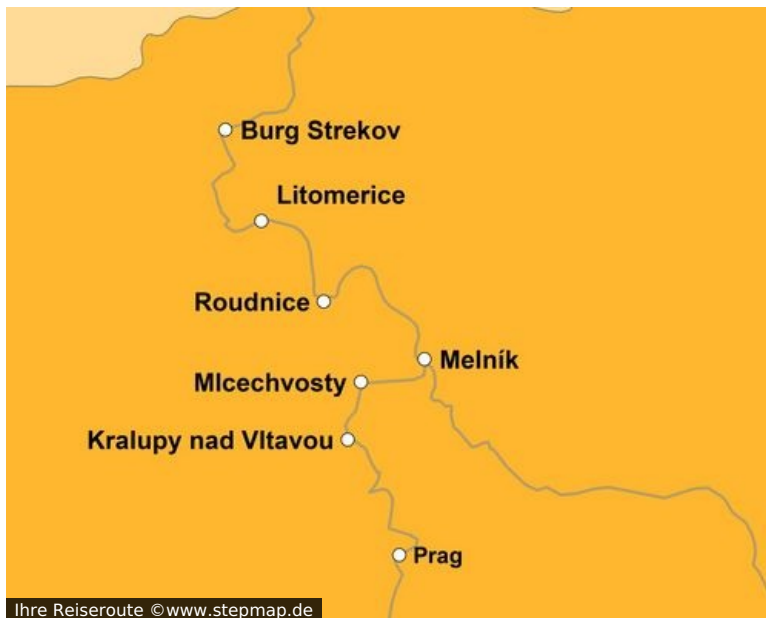 Burg Strekov
Litomerice
Roudnice
Melník
Mlcechvosty
Kralupy nad Vltavou
Prag
Ihre Reiseroute ©www.stepmap.de